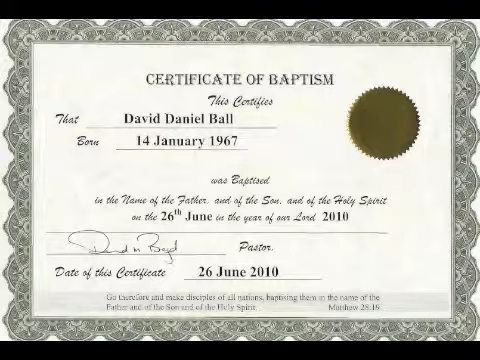 CERTIFICATE OF BAPTISM
This Certifies
That David Daniel Ball
Born 14 January 1967
was Baptised
in the Name of the Father, and of the Son, and of the Holy Spirit
on the 26th June in the year of our Lord 2010
Pastor.
Date of this Certificate 26 June 2010
Go therefore and make disciples of all nations, baptising them in the name of the
Father and of the Son and of the Holy Spirit. Matthew 28:19